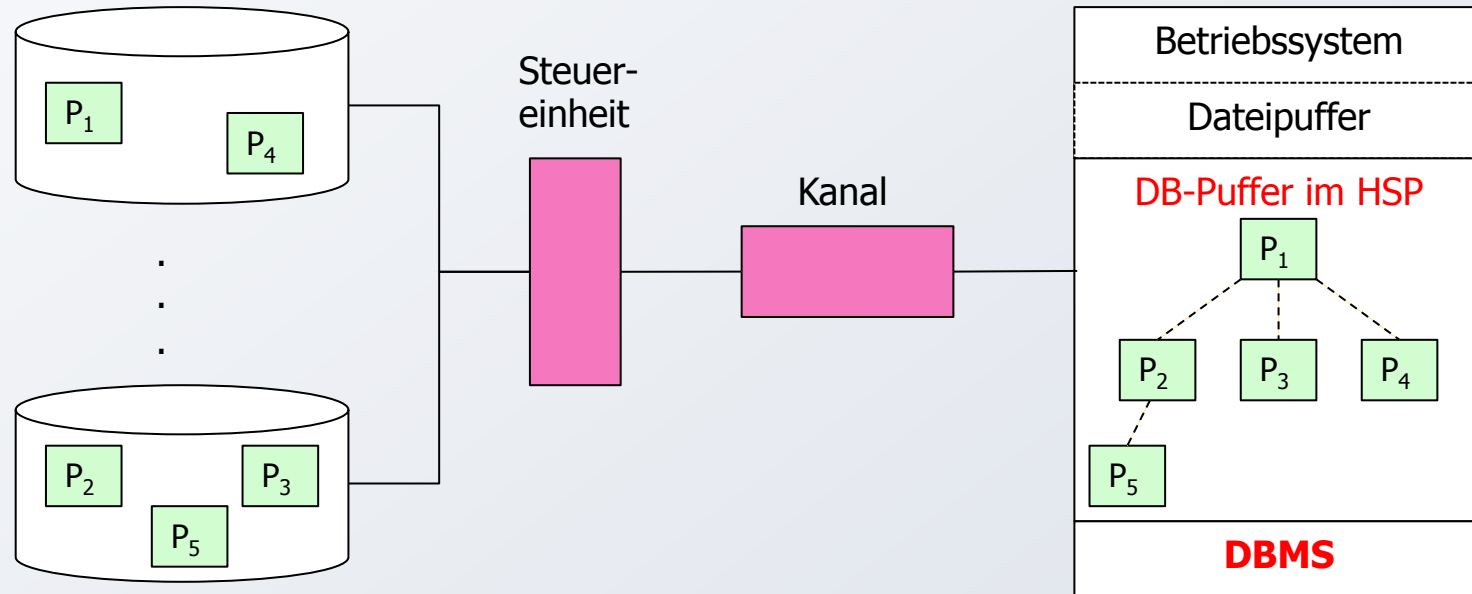 P₁
P₄
.
.
.
P₂
P₃
P₅
Steuer-
einheit
Kanal
Betriebssystem
Dateipuffer
DB-Puffer im HSP
P₁
P₂
P₃
P₄
P₅
DBMS